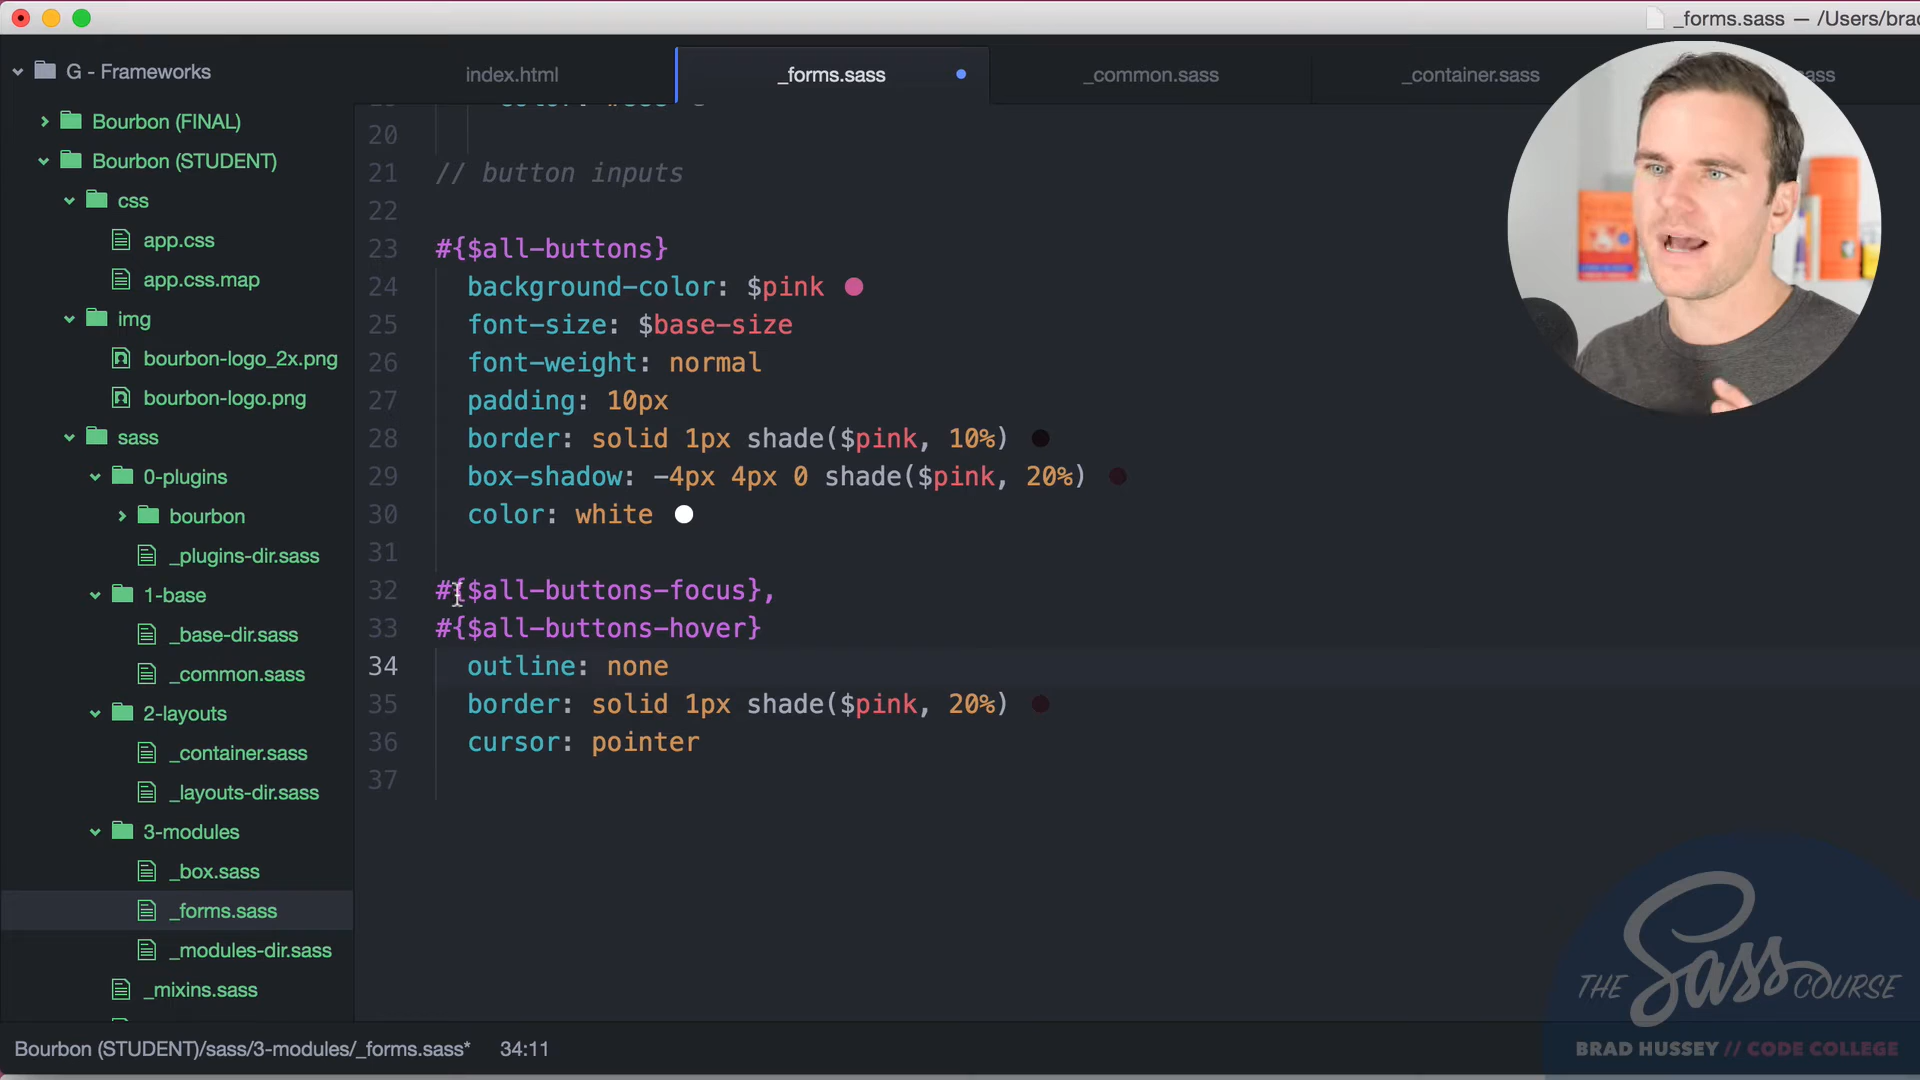 _forms.sass — /Users/brad
G - Frameworks
index.html
_forms.sass
_common.sass
_container.sass
sass
Bourbon (FINAL)
Bourbon (STUDENT)
css
app.css
app.css.map
img
bourbon-logo_2x.png
bourbon-logo.png
sass
0-plugins
bourbon
_plugins-dir.sass
1-base
_base-dir.sass
_common.sass
2-layouts
_container.sass
_layouts-dir.sass
3-modules
_box.sass
_forms.sass
_modules-dir.sass
_mixins.sass
20
21 // button inputs
22
23 #{$all-buttons}
24 background-color: $pink
25 font-size: $base-size
26 font-weight: normal
27 padding: 10px
28 border: solid 1px shade($pink, 10%)
29 box-shadow: -4px 4px 0 shade($pink, 20%)
30 color: white
31
32 #{$all-buttons-focus},
33 #{$all-buttons-hover}
34 outline: none
35 border: solid 1px shade($pink, 20%)
36 cursor: pointer
37
THE Sass COURSE
BRAD HUSSEY // CODE COLLEGE
Bourbon (STUDENT)/sass/3-modules/_forms.sass* 34:11